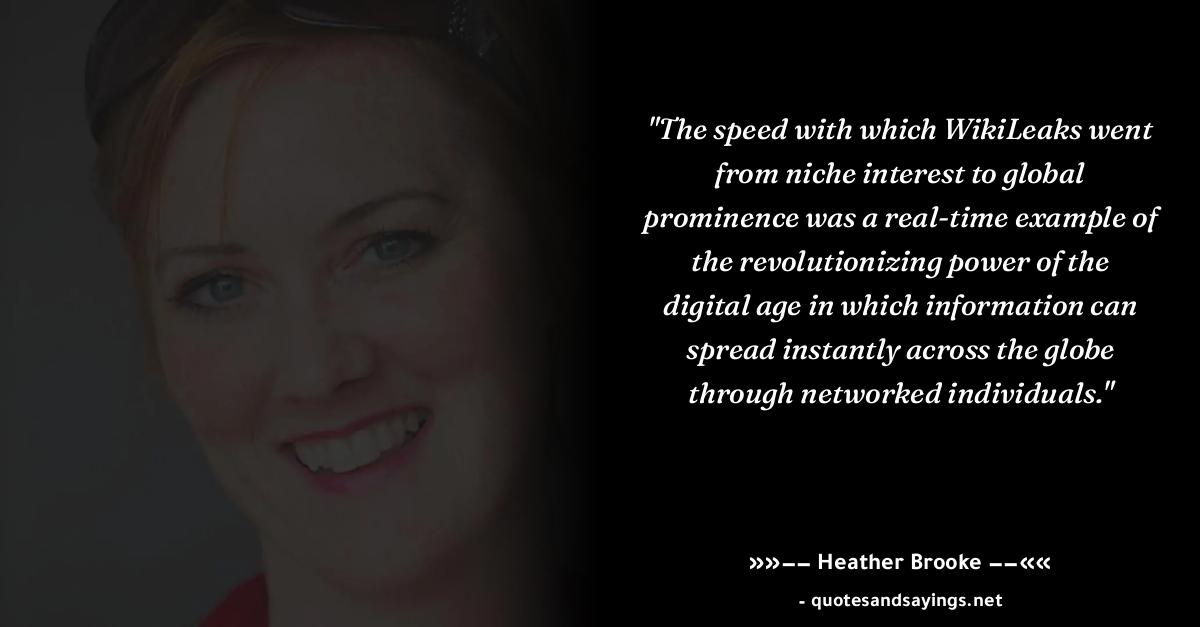 "The speed with which WikiLeaks went
from niche interest to global
prominence was a real-time example of
the revolutionizing power of the
digital age in which information can
spread instantly across the globe
through networked individuals."
»»−− Heather Brooke −−««
- quotesandsayings.net